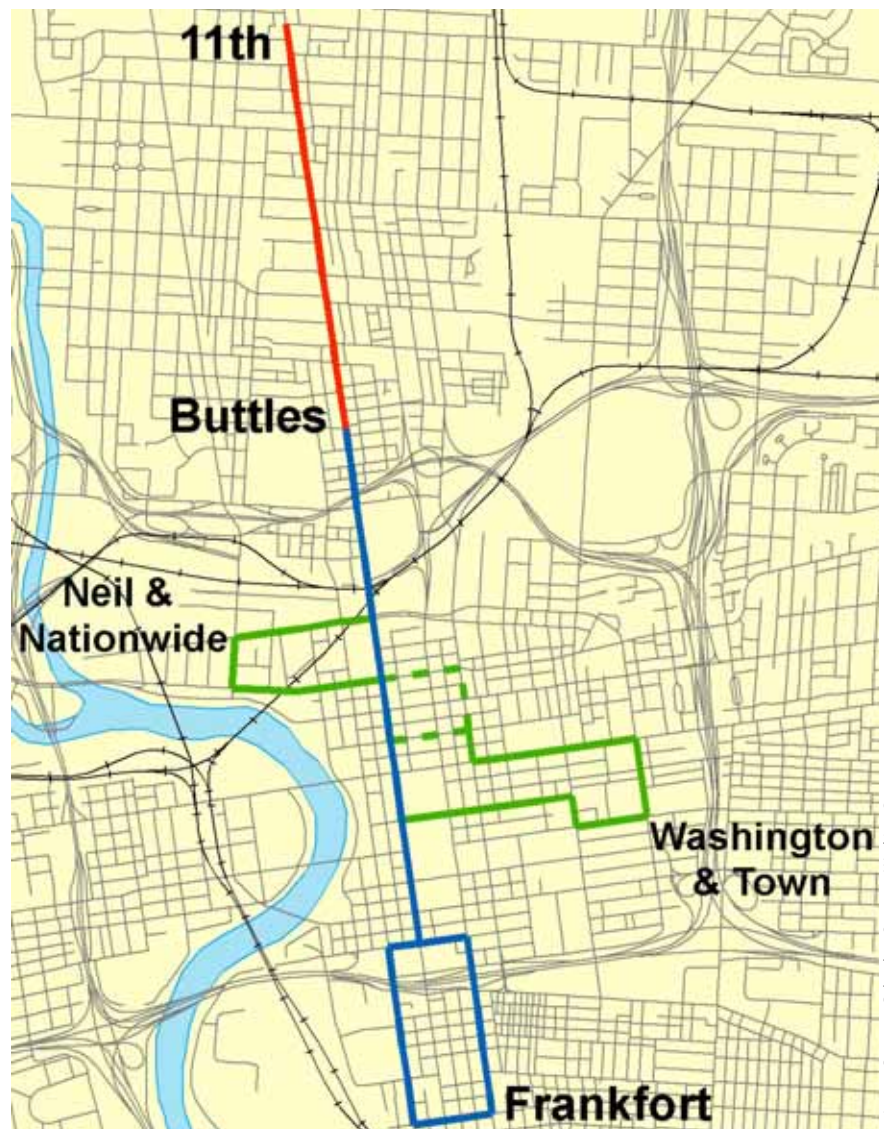 11th
Buttles
Neil &
Nationwide
Washington
& Town
Frankfort